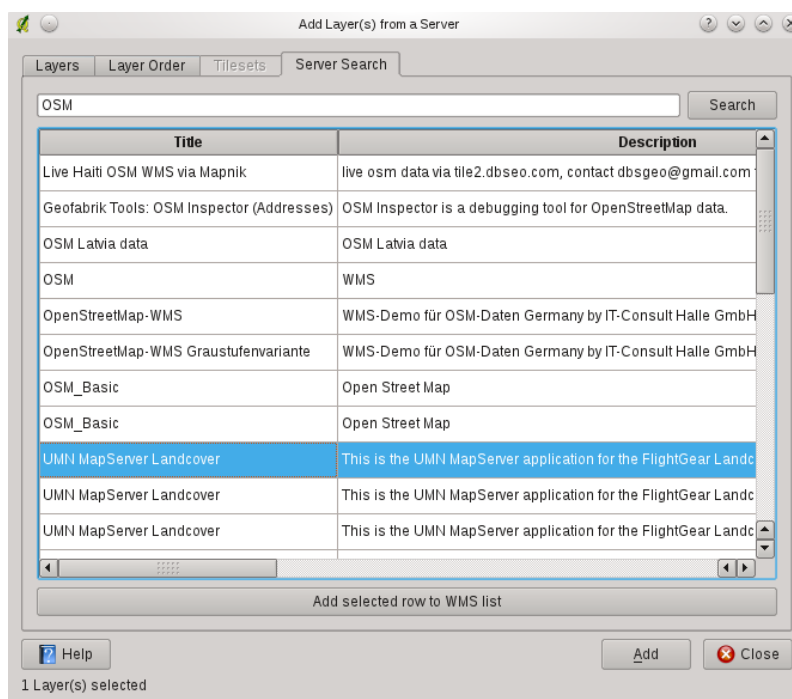 Add Layer(s) from a Server
Layers Layer Order Tilesets Server Search
OSM Search
Title Description
Live Haiti OSM WMS via Mapnik live osm data via tile2.dbseo.com, contact dbsgeo@gmail.com
Geofabrik Tools: OSM Inspector (Addresses) OSM Inspector is a debugging tool for OpenStreetMap data.
OSM Latvia data OSM Latvia data
OSM WMS
OpenStreetMap-WMS WMS-Demo für OSM-Daten Germany by IT-Consult Halle GmbH
OpenStreetMap-WMS Graustufenvariante WMS-Demo für OSM-Daten Germany by IT-Consult Halle GmbH
OSM_Basic Open Street Map
OSM_Basic Open Street Map
UMN MapServer Landcover This is the UMN MapServer application for the FlightGear Landc
UMN MapServer Landcover This is the UMN MapServer application for the FlightGear Landc
UMN MapServer Landcover This is the UMN MapServer application for the FlightGear Landc
Add selected row to WMS list
Help Add Close
1 Layer(s) selected